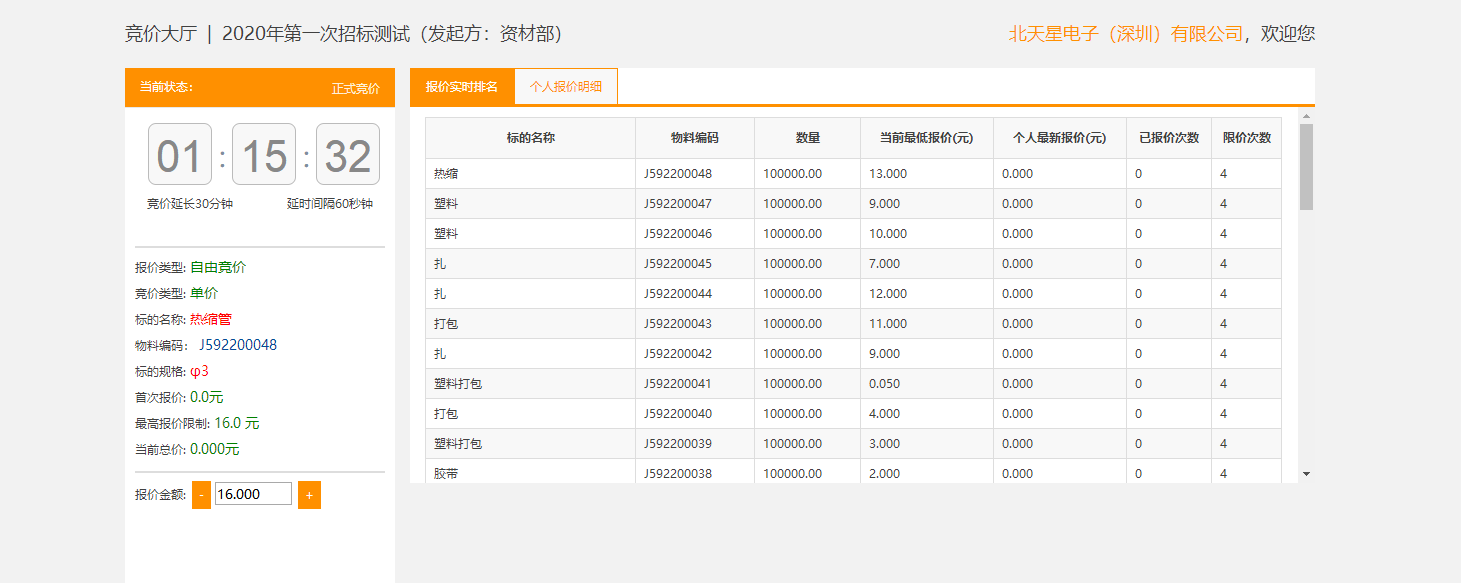 竞价大厅 | 2020年第一次招标测试（发起方：资材部）
北天星电子（深圳）有限公司，欢迎您
当前状态：
正式竞价
01 : 15 : 32
竞价延长30分钟 延时间隔60秒钟
报价类型: 自由竞价
竞价类型: 单价
标的名称: 热缩管
物料编码： J592200048
标的规格: φ3
首次报价: 0.0元
最高报价限制: 16.0 元
当前总价: 0.000元
报价金额: - 16.000 +
报价实时排名 个人报价明细
标的名称 物料编码 数量 当前最低报价(元) 个人最新报价(元) 已报价次数 限价次数
热缩 J592200048 100000.00 13.000 0.000 0 4
塑料 J592200047 100000.00 9.000 0.000 0 4
塑料 J592200046 100000.00 10.000 0.000 0 4
扎 J592200045 100000.00 7.000 0.000 0 4
扎 J592200044 100000.00 12.000 0.000 0 4
打包 J592200043 100000.00 11.000 0.000 0 4
扎 J592200042 100000.00 9.000 0.000 0 4
塑料打包 J592200041 100000.00 0.050 0.000 0 4
打包 J592200040 100000.00 4.000 0.000 0 4
塑料打包 J592200039 100000.00 3.000 0.000 0 4
胶带 J592200038 100000.00 2.000 0.000 0 4